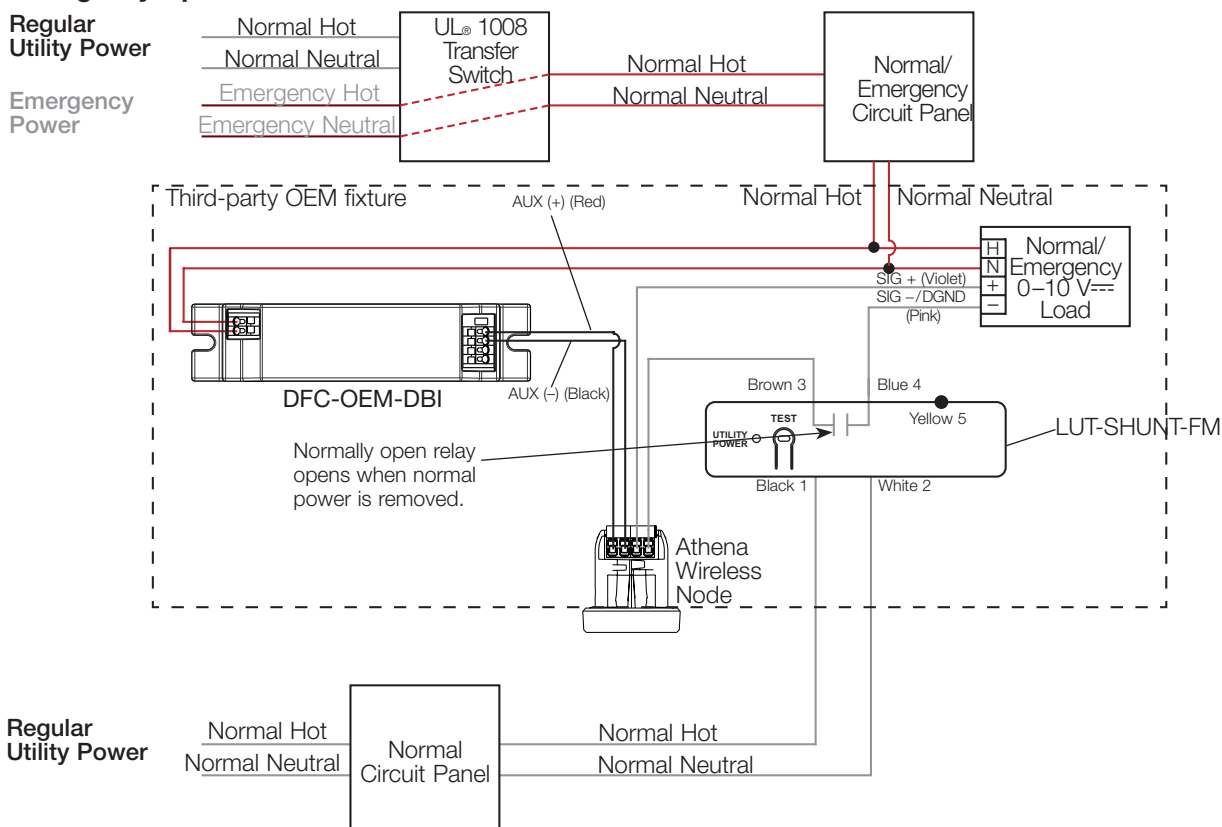 Regular
Utility Power
Normal Hot
Normal Neutral
Emergency
Power
Emergency Hot
Emergency Neutral
UL® 1008
Transfer
Switch
Normal Hot
Normal Neutral
Normal/
Emergency
Circuit Panel
Third-party OEM fixture
AUX (+) (Red)
Normal Hot
Normal Neutral
H
N
+
–
Normal/
Emergency
0–10 V
Load
SIG + (Violet)
SIG –/DGND
(Pink)
DFC-OEM-DBI
AUX (–) (Black)
Brown 3
Blue 4
Yellow 5
TEST
UTILITY
POWER
LUT-SHUNT-FM
Normally open relay
opens when normal
power is removed.
Black 1
White 2
Athena
Wireless
Node
Regular
Utility Power
Normal Hot
Normal Neutral
Normal
Circuit Panel
Normal Hot
Normal Neutral